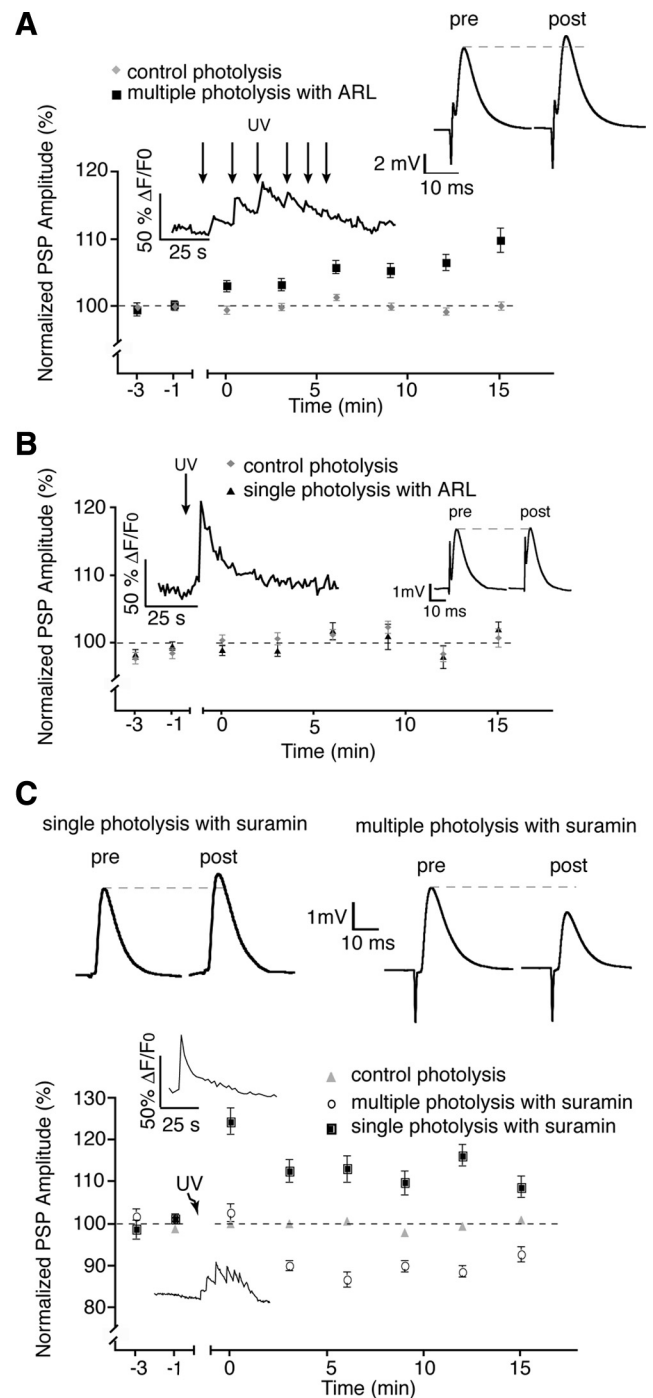 A
pre
post
control photolysis
multiple photolysis with ARL
UV
2 mV
10 ms
50 % ΔF/F0
25 s
Normalized PSP Amplitude (%)
120
110
100
-3
-1
0
5
10
15
Time (min)
B
UV
control photolysis
single photolysis with ARL
pre
post
1mV
10 ms
50 % ΔF/F0
25 s
Normalized PSP Amplitude (%)
120
110
100
-3
-1
0
5
10
15
Time (min)
C
single photolysis with suramin
multiple photolysis with suramin
pre
post
pre
post
1mV
10 ms
50% ΔF/F0
25 s
control photolysis
multiple photolysis with suramin
single photolysis with suramin
UV
Normalized PSP Amplitude (%)
130
120
110
100
90
80
-3
-1
0
5
10
15
Time (min)